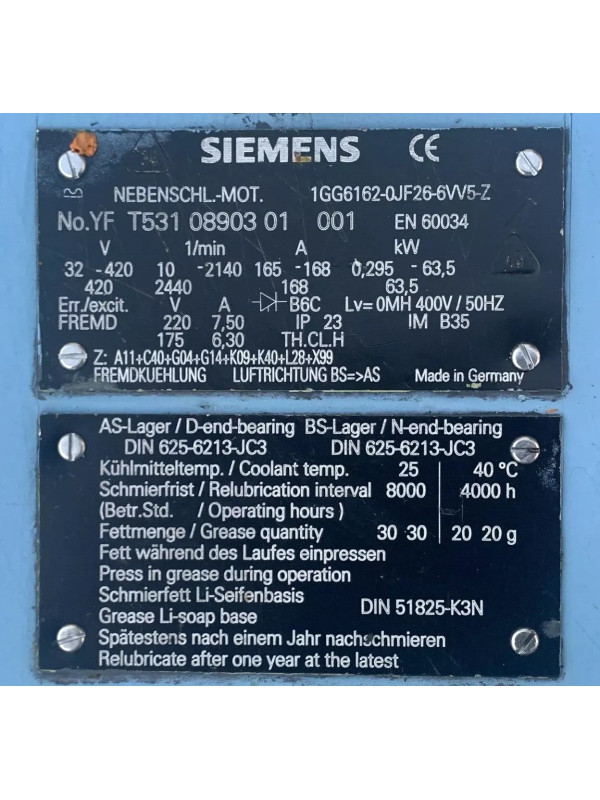 SIEMENS CE
NEBENSCHL.-MOT. 1GG6162-0JF26-6VV5-Z
No.YF T531 08903 01 001 EN 60034
V 1/min A kW
32 -420 10 -2140 165 -168 0,295 -63,5
420 2440 168 63,5
Err./excit. V A B6C Lv= 0MH 400V / 50HZ
FREMD 220 7,50 IP 23 IM B35
175 6,30 TH.CL.H
Z: A11+C40+G04+G14+K09+K40+L28+X99
FREMDKUEHLUNG LUFTRICHTUNG BS=>AS Made in Germany
AS-Lager / D-end-bearing BS-Lager / N-end-bearing
DIN 625-6213-JC3 DIN 625-6213-JC3
Kühlmitteltemp. / Coolant temp. 25 40 °C
Schmierfrist / Relubrication interval 8000 4000 h
(Betr.Std. / Operating hours )
Fettmenge / Grease quantity 30 30 20 20 g
Fett während des Laufes einpressen
Press in grease during operation
Schmierfett Li-Seifenbasis
Grease Li-soap base DIN 51825-K3N
Spätestens nach einem Jahr nachschmieren
Relubricate after one year at the latest